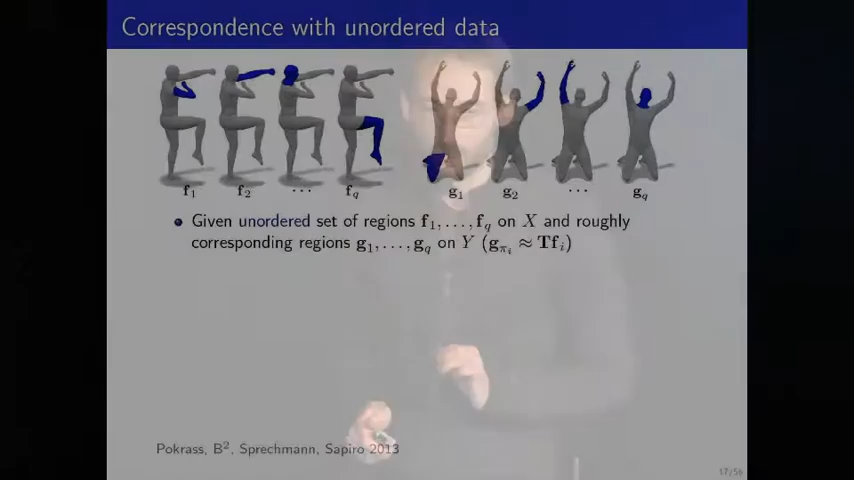 Correspondence with unordered data
f₁ f₂ ⋯ f_q g₁ g₂ ⋯ g_q
Given unordered set of regions f₁,...,f_q on X and roughly
corresponding regions g₁,...,g_q on Y (g_{π_i} ≈ Tf_i)
Pokrass, B², Sprechmann, Sapiro 2013
17/56